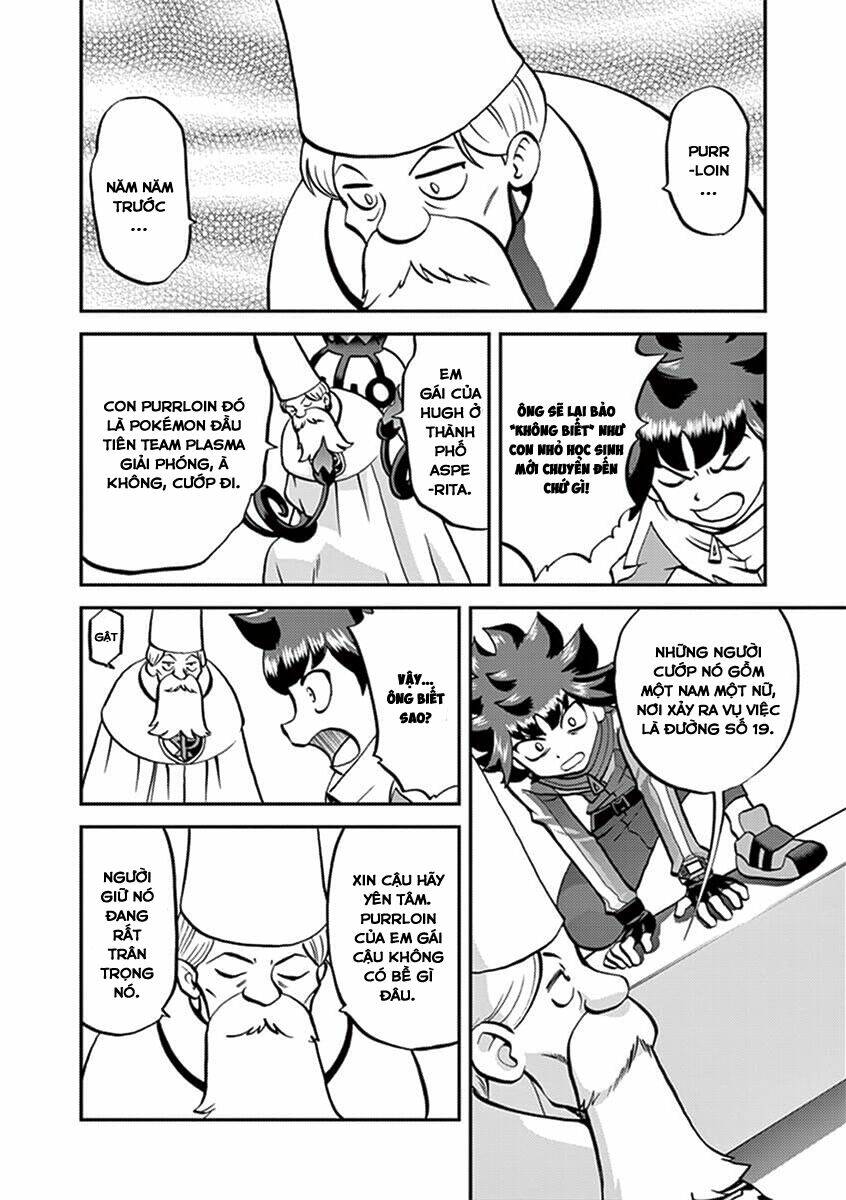 PURR
-LOIN
...
NĂM NĂM
TRƯỚC
...
ÔNG SẼ LẠI BẢO
"KHÔNG BIẾT" NHƯ
CON NHỎ HỌC SINH
MỚI CHUYỂN ĐẾN
CHỨ GÌ!
EM
GÁI CỦA
HUGH Ở
THÀNH
PHỐ
ASPE
-RITA.
CON PURRLOIN ĐÓ
LÀ POKÉMON ĐẦU
TIÊN TEAM PLASMA
GIẢI PHÓNG, À
KHÔNG, CƯỚP ĐI.
NHỮNG NGƯỜI
CƯỚP NÓ GỒM
MỘT NAM MỘT NỮ,
NƠI XẢY RA VỤ VIỆC
LÀ ĐƯỜNG SỐ 19.
VẬY...
ÔNG BIẾT
SAO?
GẬT
XIN CẬU HÃY
YÊN TÂM.
PURRLOIN
CỦA EM GÁI
CẬU KHÔNG
CÓ BỀ GÌ
ĐÂU.
NGƯỜI
GIỮ NÓ
ĐANG
RẤT
TRÂN
TRỌNG
NÓ.